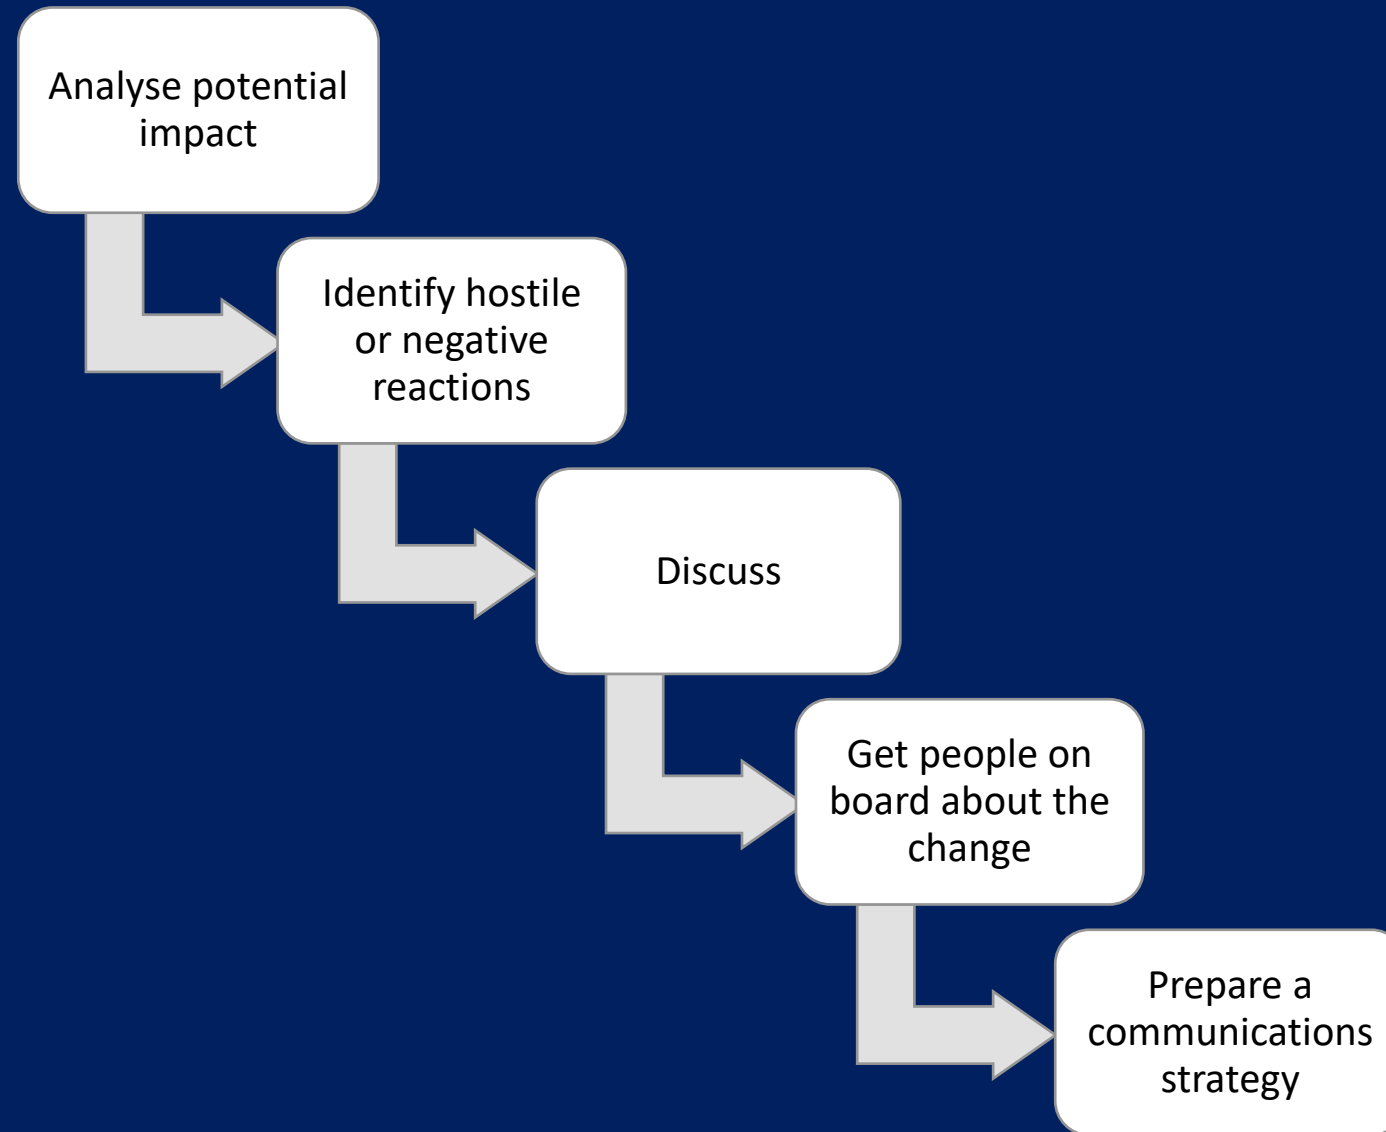 Analyse potential
impact
Identify hostile
or negative
reactions
Discuss
Get people on
board about the
change
Prepare a
communications
strategy